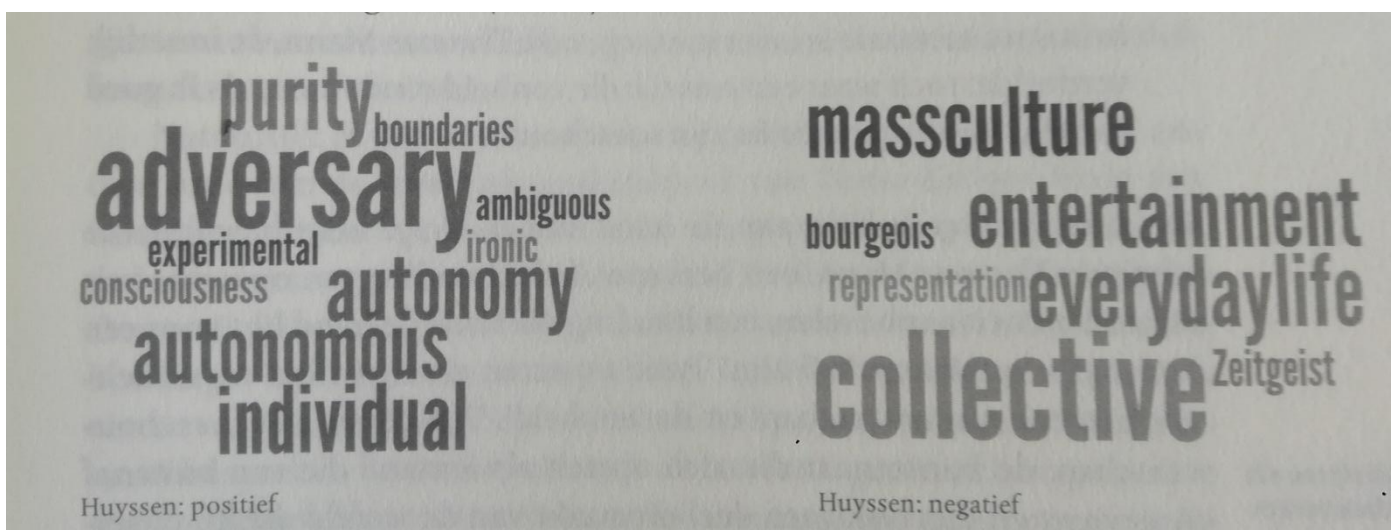 purity
boundaries
adversary
ambiguous
experimental
ironic
consciousness
autonomy
autonomous
individual
Huyssen: positief
massculture
entertainment
bourgeois
representation
everydaylife
collective
Zeitgeist
Huyssen: negatief